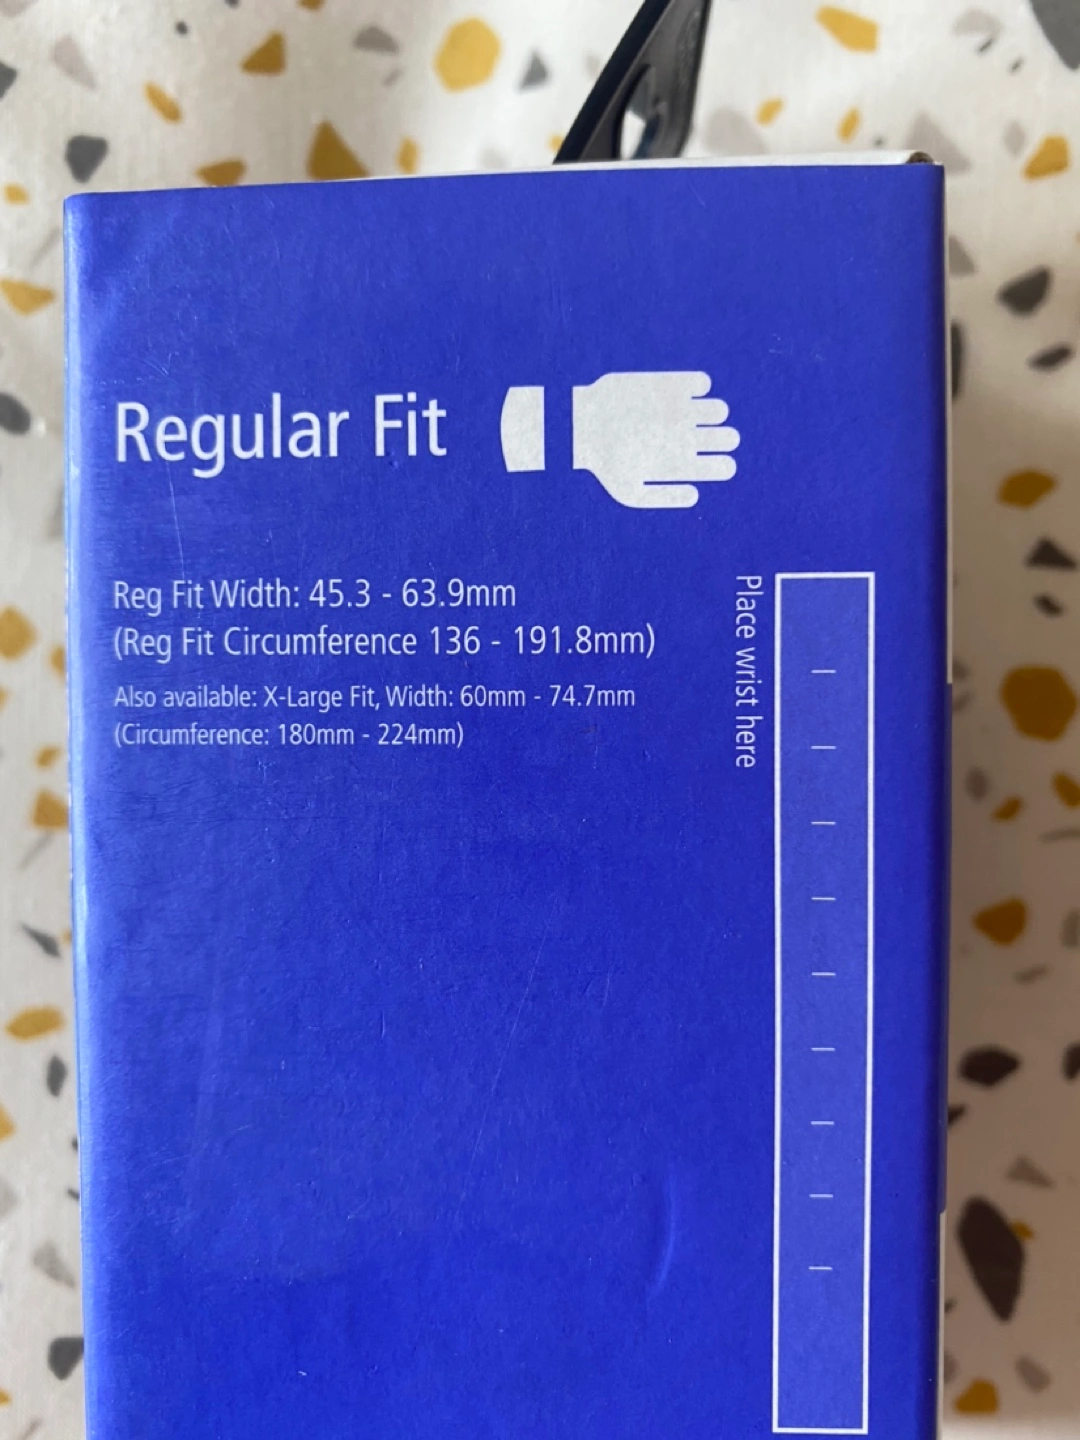 Regular Fit
Reg Fit Width: 45.3 - 63.9mm
(Reg Fit Circumference 136 - 191.8mm)
Also available: X-Large Fit, Width: 60mm - 74.7mm
(Circumference: 180mm - 224mm)
Place wrist here